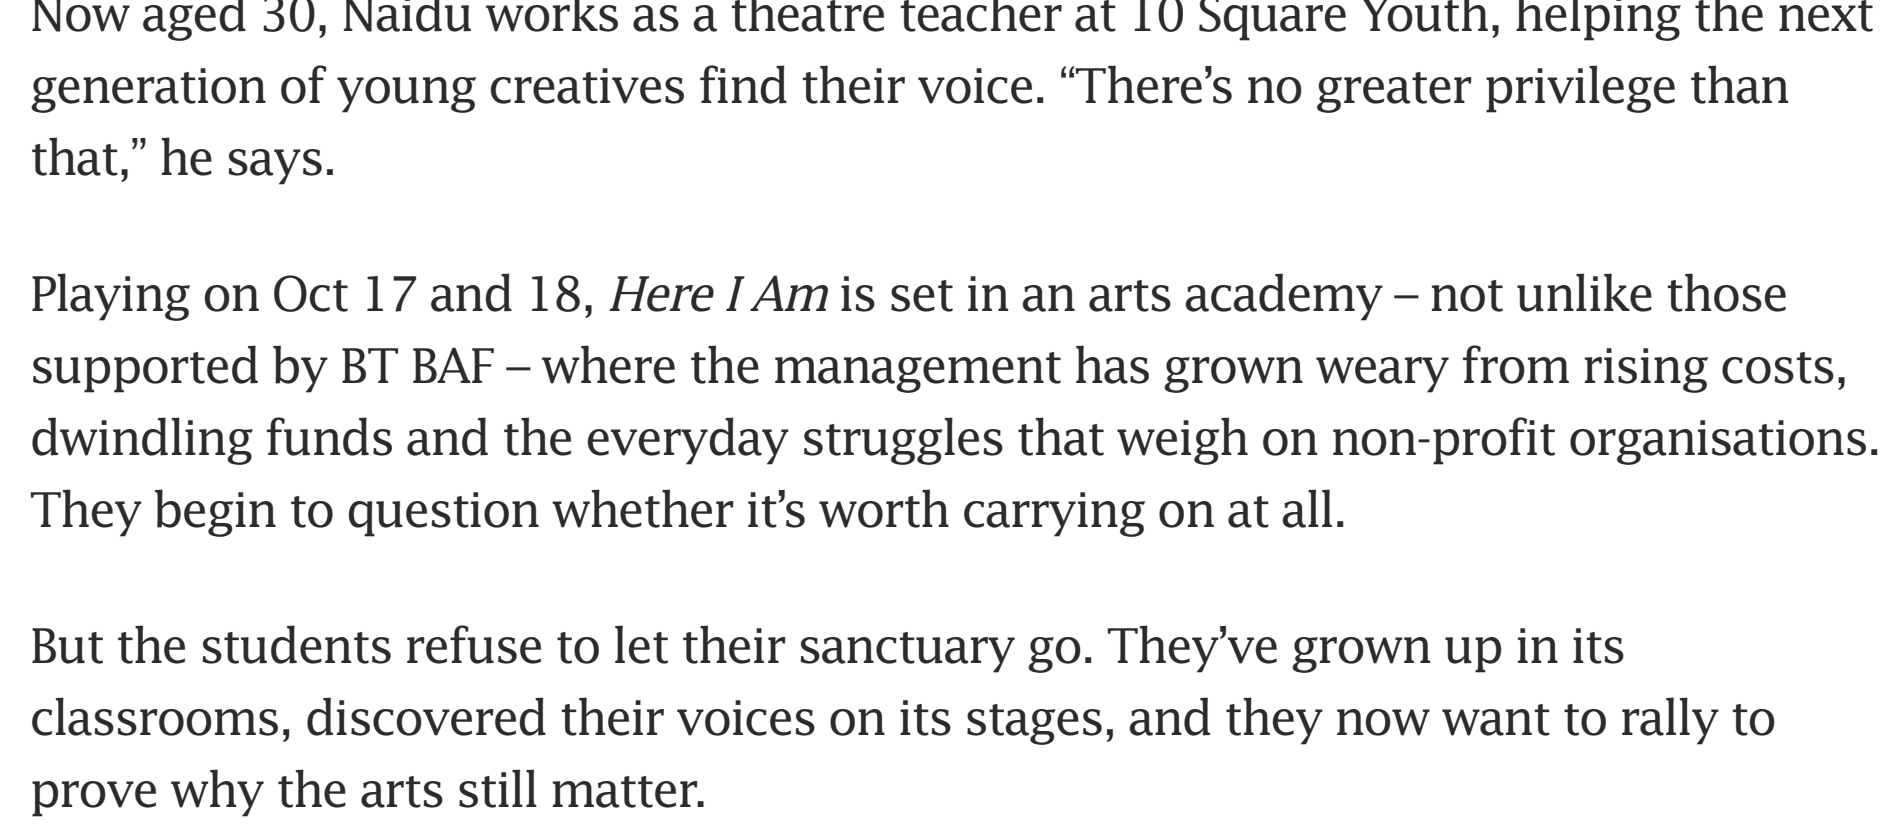 Now aged 30, Naidu works as a theatre teacher at 10 Square Youth, helping the next
generation of young creatives find their voice. “There’s no greater privilege than
that,” he says.
Playing on Oct 17 and 18, Here I Am is set in an arts academy – not unlike those
supported by BT BAF – where the management has grown weary from rising costs,
dwindling funds and the everyday struggles that weigh on non-profit organisations.
They begin to question whether it’s worth carrying on at all.
But the students refuse to let their sanctuary go. They’ve grown up in its
classrooms, discovered their voices on its stages, and they now want to rally to
prove why the arts still matter.